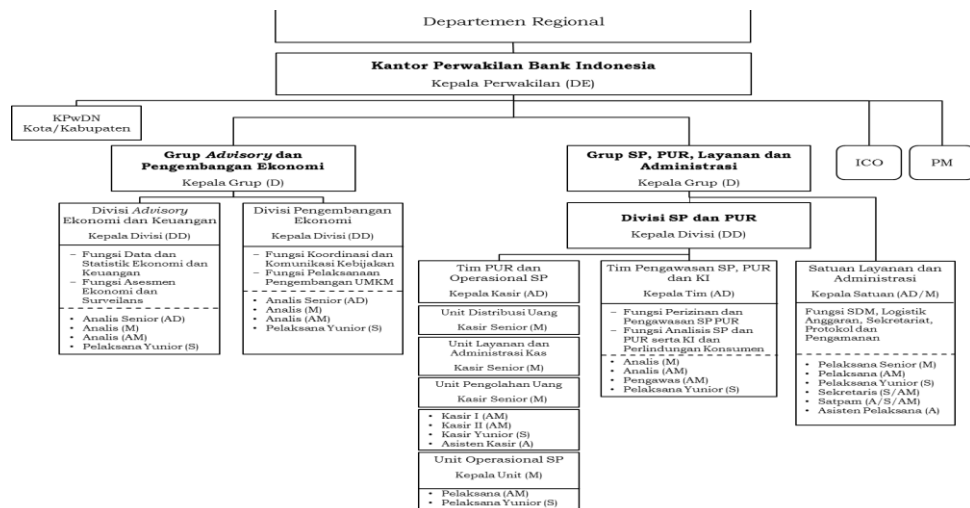 Departemen Regional
Kantor Perwakilan Bank Indonesia
Kepala Perwakilan (DE)
KPwDN
Kota/Kabupaten
Grup Advisory dan
Pengembangan Ekonomi
Kepala Grup (D)
Grup SP, PUR, Layanan dan
Administrasi
Kepala Grup (D)
ICO
PM
Divisi Advisory
Ekonomi dan Keuangan
Kepala Divisi (DD)
– Fungsi Data dan
Statistik Ekonomi dan
Keuangan
– Fungsi Asesmen
Ekonomi dan
Surveilans
• Analis Senior (AD)
• Analis (M)
• Analis (AM)
• Pelaksana Yunior (S)
Divisi Pengembangan
Ekonomi
Kepala Divisi (DD)
– Fungsi Koordinasi dan
Komunikasi Kebijakan
– Fungsi Pelaksanaan
Pengembangan UMKM
• Analis Senior (AD)
• Analis (M)
• Analis (AM)
• Pelaksana Yunior (S)
Divisi SP dan PUR
Kepala Divisi (DD)
Tim PUR dan
Operasional SP
Kepala Kasir (AD)
Unit Distribusi Uang
Kasir Senior (M)
Unit Layanan
dan Administrasi Kas
Kasir Senior (M)
Unit Pengolahan Uang
Kasir Senior (M)
• Kasir I (AM)
• Kasir II (AM)
• Kasir Yunior (S)
• Asisten Kasir (A)
Unit Operasional SP
Kepala Unit (M)
• Pelaksana (AM)
• Pelaksana Yunior (S)
Tim Pengawasan SP, PUR
dan KI
Kepala Tim (AD)
– Fungsi Perizinan dan
Pengawasan SP PUR
– Fungsi Analisis SP dan
PUR serta KI dan
Perlindungan Konsumen
• Analis (M)
• Analis (AM)
• Pengawas (AM)
• Pelaksana Yunior (S)
Satuan Layanan dan
Administrasi
Kepala Satuan (AD/M)
Fungsi SDM, Logistik
Anggaran, Sekretariat,
Protokol dan
Pengamanan
• Pelaksana Senior (M)
• Pelaksana (AM)
• Pelaksana Yunior (S)
• Sekretaris (S/AM)
• Satpam (A/S/AM)
• Asisten Pelaksana (A)